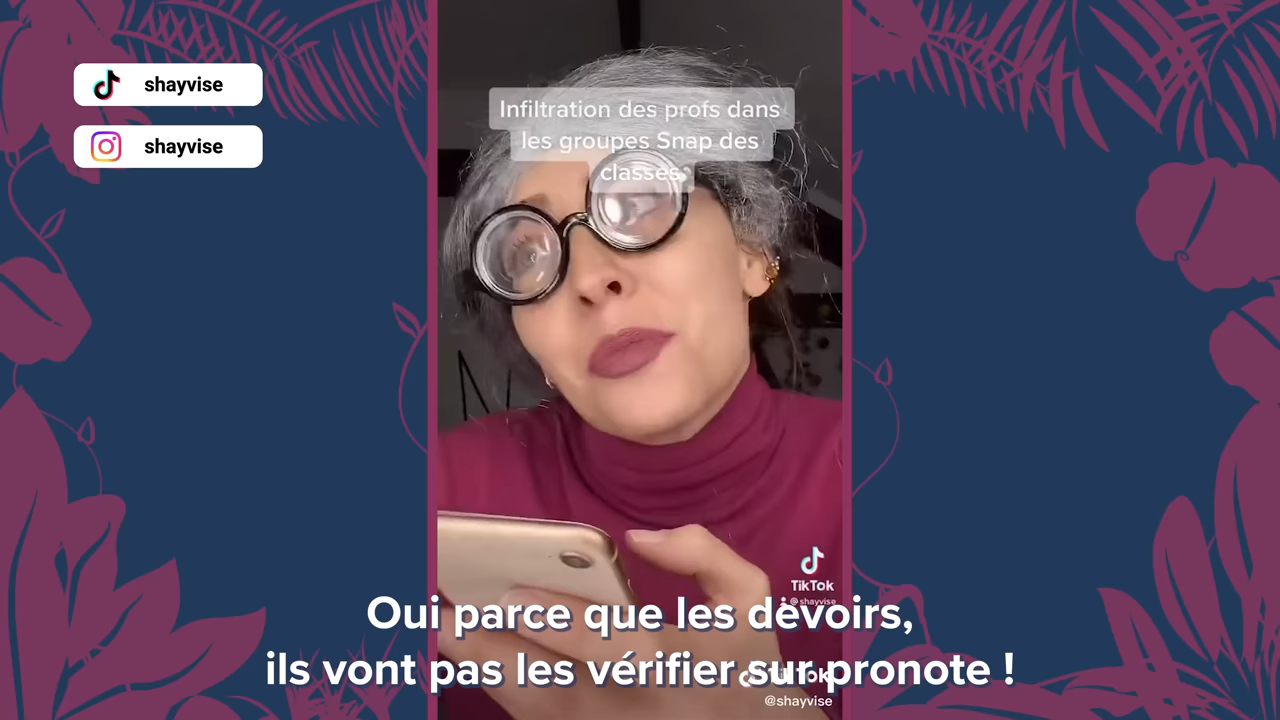 shayvise
shayvise
Infiltration des profs dans
les groupes Snap des
classes
TikTok
@shayvise
Oui parce que les devoirs,
ils vont pas les vérifier sur pronote !
TikTok
@shayvise